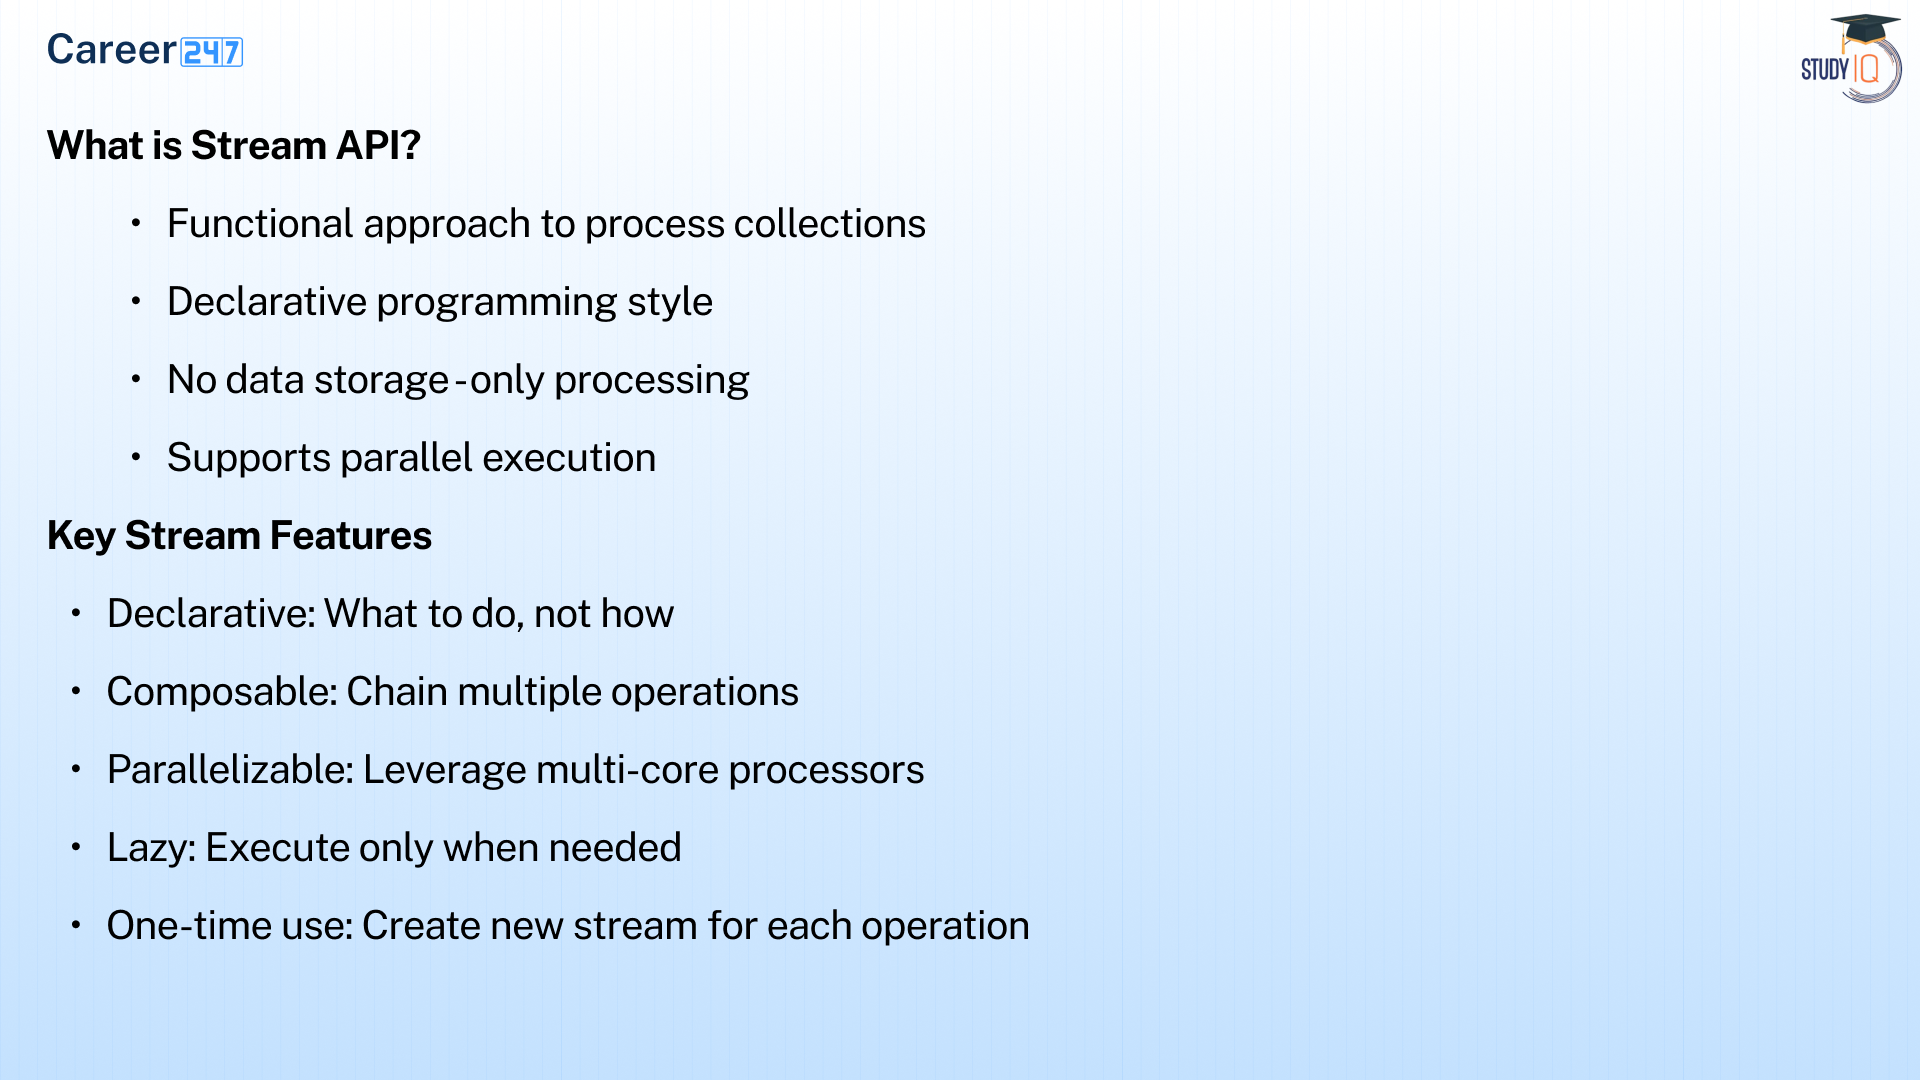 Career247
STUDY IQ
What is Stream API?
• Functional approach to process collections
• Declarative programming style
• No data storage - only processing
• Supports parallel execution
Key Stream Features
• Declarative: What to do, not how
• Composable: Chain multiple operations
• Parallelizable: Leverage multi-core processors
• Lazy: Execute only when needed
• One-time use: Create new stream for each operation